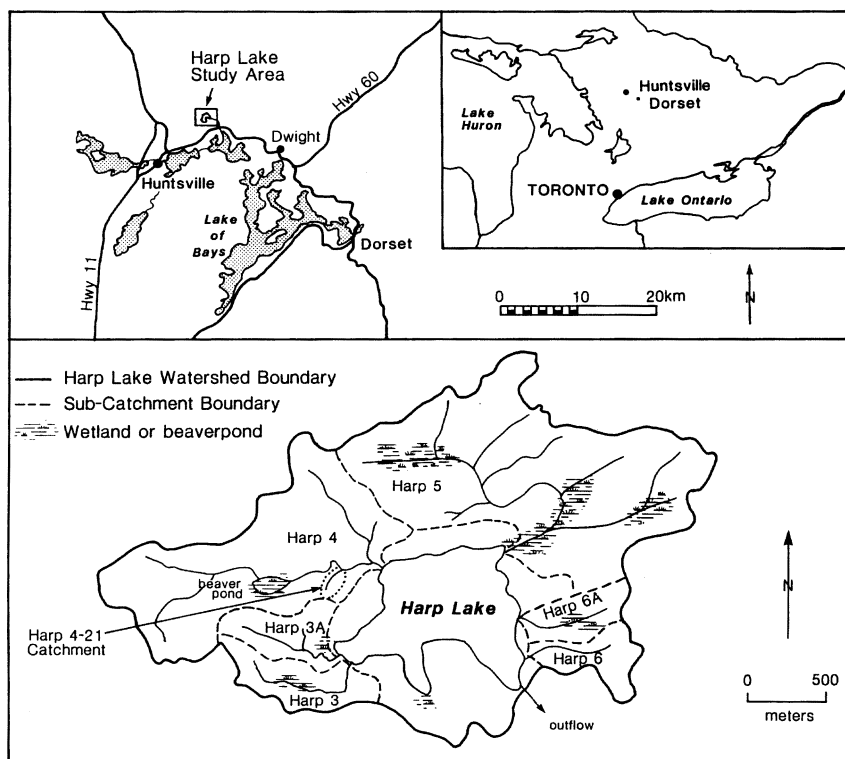 Harp Lake
Study Area
Hwy 60
Dwight
Huntsville
Lake
of
Bays
Dorset
Hwy 11
Huntsville
Dorset
Lake
Huron
TORONTO
Lake Ontario
0 10 20km
N
Harp Lake Watershed Boundary
Sub-Catchment Boundary
Wetland or beaverpond
Harp 5
Harp 4
beaver
pond
Harp Lake
Harp 6A
Harp 4-21
Catchment
Harp 3A
Harp 6
Harp 3
outflow
N
0 500
meters